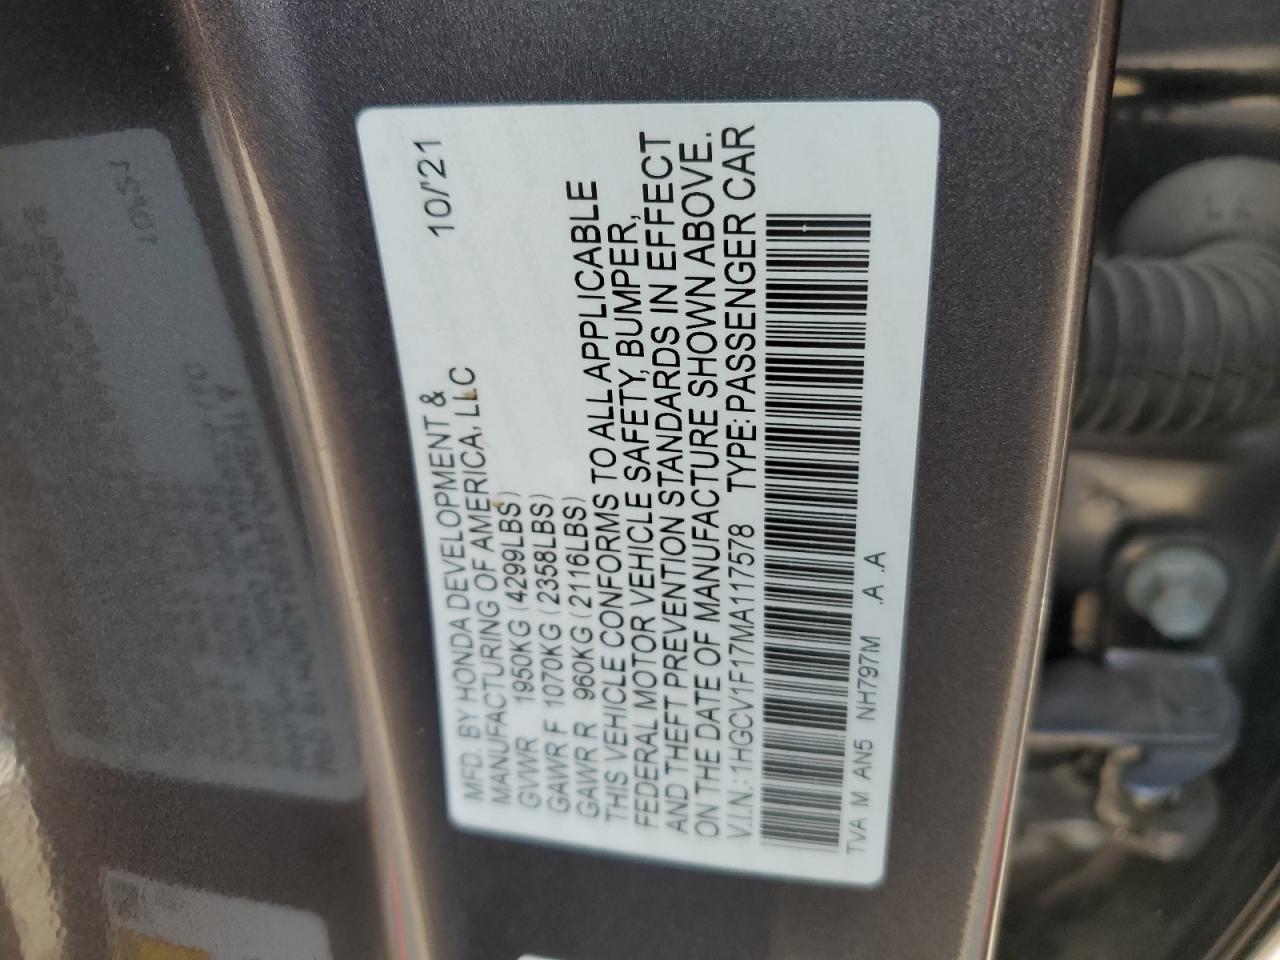 MFD. BY HONDA DEVELOPMENT & 10/'21
MANUFACTURING OF AMERICA, LLC
GVWR 1950KG (4299LBS)
GAWR F 1070KG (2358LBS)
GAWR R 960KG (2116LBS)
THIS VEHICLE CONFORMS TO ALL APPLICABLE
FEDERAL MOTOR VEHICLE SAFETY, BUMPER,
AND THEFT PREVENTION STANDARDS IN EFFECT
ON THE DATE OF MANUFACTURE SHOWN ABOVE.
V.I.N.:1HGCV1F17MA117578 TYPE:PASSENGER CAR
TVA M AN5 NH797M .A .A